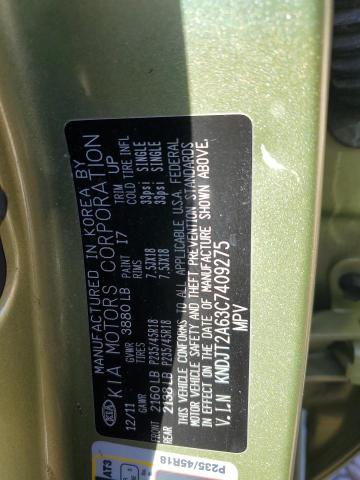 KIA
MANUFACTURED IN KOREA BY
KIA MOTORS CORPORATION
12/11 GVWR 3880 LB PAINT I7 TRIM UP
GAWR TIRES RIMS COLD TIRE INFL
FRONT 2160 LB P235/45R18 7.5JX18 33psi SINGLE
REAR 2138 LB P235/45R18 7.5JX18 33psi SINGLE
THIS VEHICLE CONFORMS TO ALL APPLICABLE U.S.A. FEDERAL
MOTOR VEHICLE SAFETY AND THEFT PREVENTION STANDARDS
IN EFFECT ON THE DATE OF MANUFACTURE SHOWN ABOVE.
V.I.N KNDJT2A63C7409275
MPV
AT3
P235/45R18